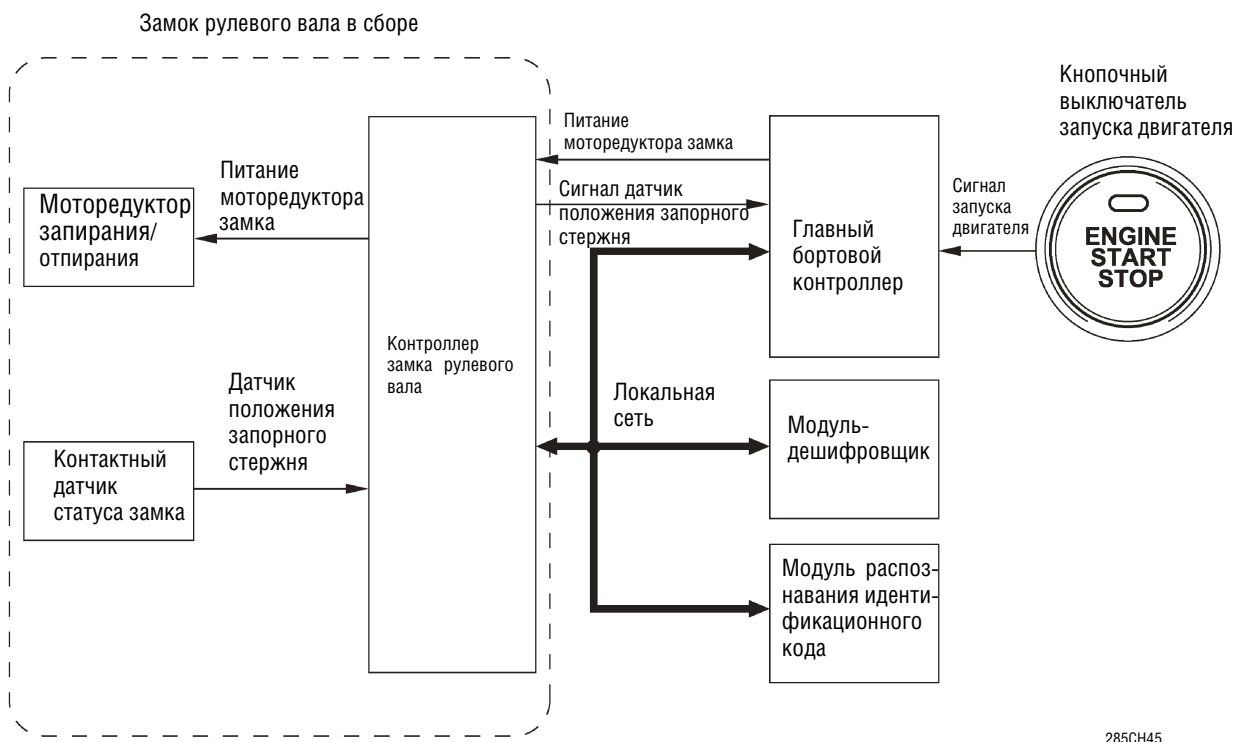 Замок рулевого вала в сборе
Кнопочный
выключатель
запуска двигателя
Питание
моторедуктора замка
Питание
моторедуктора
замка
Сигнал датчик
положения запорного
стержня
Сигнал
запуска
двигателя
Моторедуктор
запирания/
отпирания
Главный
бортовой
контроллер
ENGINE
START
STOP
Контроллер
замка рулевого
вала
Датчик
положения
запорного
стержня
Локальная
сеть
Модуль-
дешифровщик
Контактный
датчик
статуса замка
Модуль распоз-
навания иденти-
фикационного
кода
285CH45